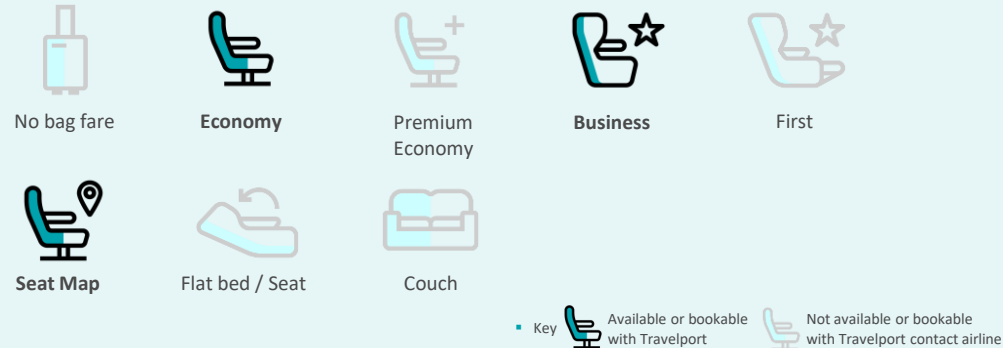 No bag fare
Economy
Premium
Economy
Business
First
Seat Map
Flat bed / Seat
Couch
▪ Key
Available or bookable
with Travelport
Not available or bookable
with Travelport contact airline